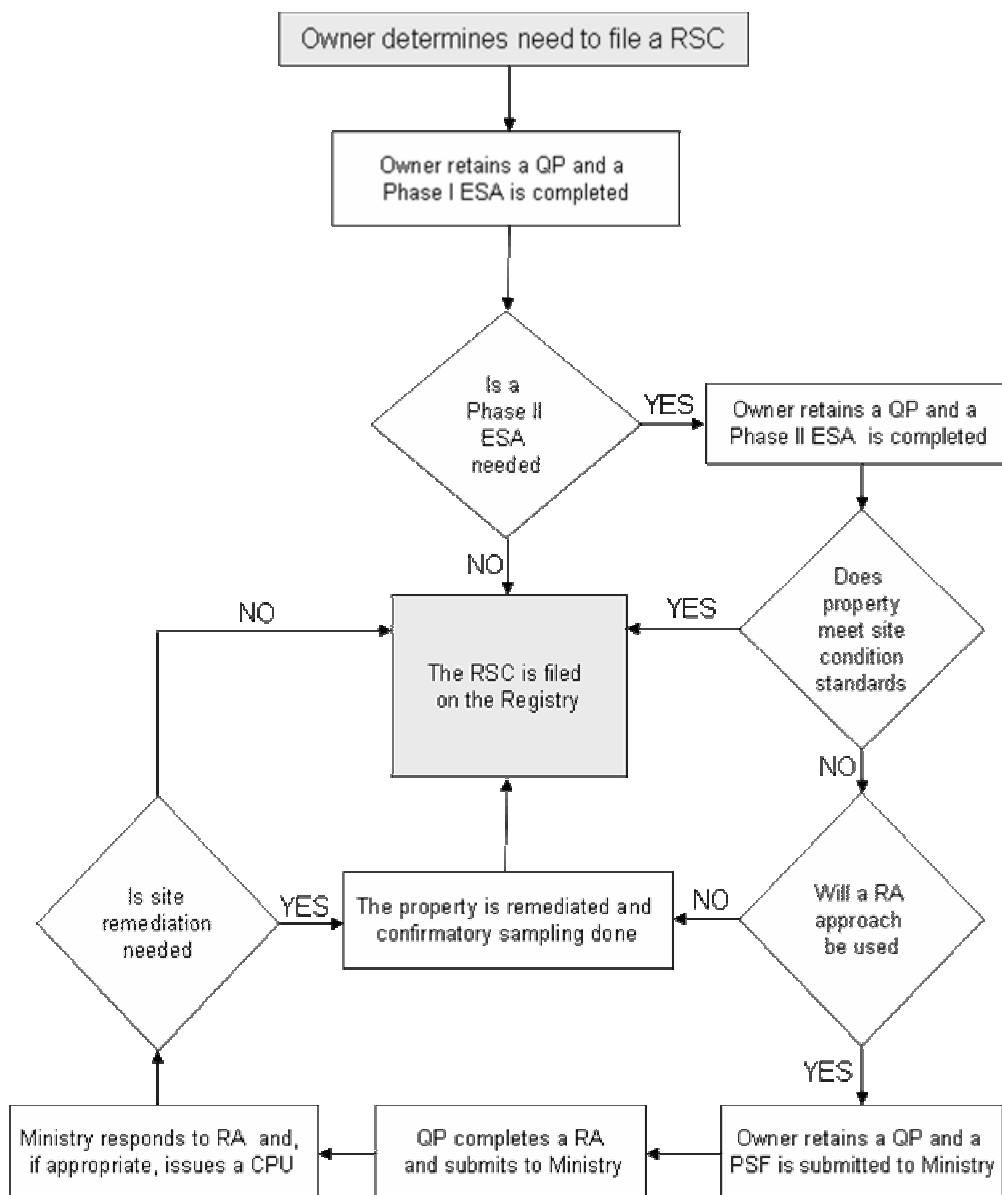 Owner determines need to file a RSC
Owner retains a QP and a
Phase I ESA is completed
Is a
Phase II
ESA
needed
YES
Owner retains a QP and a
Phase II ESA is completed
NO
Does
property
meet site
condition
standards
YES
NO
The RSC is filed
on the Registry
NO
Will a RA
approach
be used
NO
The property is remediated and
confirmatory sampling done
YES
Is site
remediation
needed
YES
Owner retains a QP and a
PSF is submitted to Ministry
QP completes a RA
and submits to Ministry
Ministry responds to RA and,
if appropriate, issues a CPU